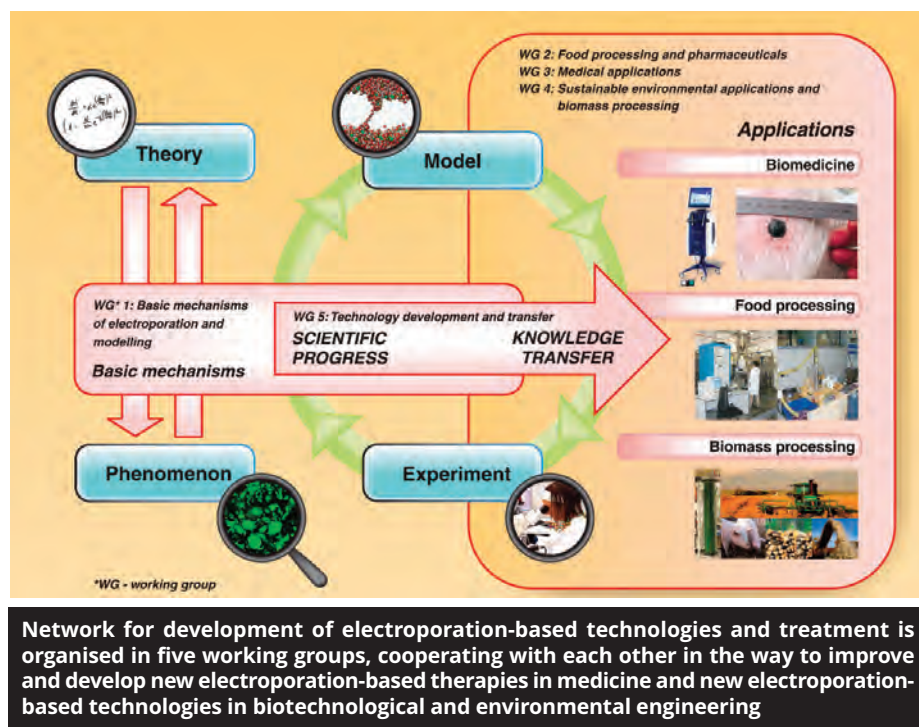 WG 2: Food processing and pharmaceuticals
WG 3: Medical applications
WG 4: Sustainable environmental applications and
biomass processing
Applications
Theory
Model
Biomedicine
WG* 1: Basic mechanisms
of electroporation and
modelling
Basic mechanisms
WG 5: Technology development and transfer
SCIENTIFIC
PROGRESS
KNOWLEDGE
TRANSFER
Food processing
Phenomenon
Experiment
Biomass processing
*WG - working group
Network for development of electroporation-based technologies and treatment is
organised in five working groups, cooperating with each other in the way to improve
and develop new electroporation-based therapies in medicine and new electroporation-
based technologies in biotechnological and environmental engineering